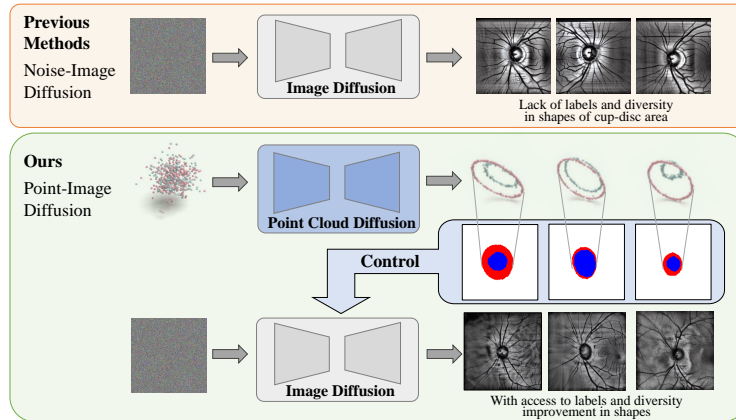 Previous
Methods
Noise-Image
Diffusion
Image Diffusion
Lack of labels and diversity
in shapes of cup-disc area
Ours
Point-Image
Diffusion
Point Cloud Diffusion
Control
Image Diffusion
With access to labels and diversity
improvement in shapes